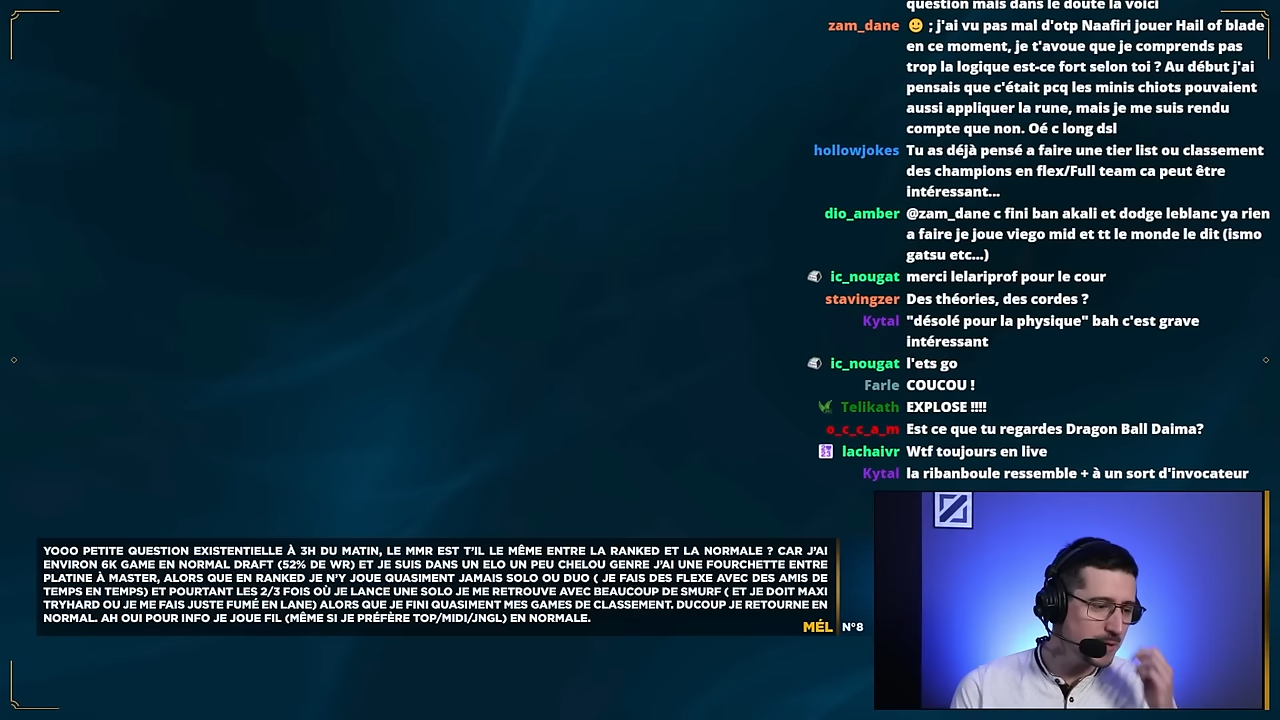 question mais dans le doute la voici
zam_dane 🙂 ; j'ai vu pas mal d'otp Naafiri jouer Hail of blade
en ce moment, je t'avoue que je comprends pas
trop la logique est-ce fort selon toi ? Au début j'ai
pensais que c'était pcq les minis chiots pouvaient
aussi appliquer la rune, mais je me suis rendu
compte que non. Oé c long dsl
hollowjokes Tu as déjà pensé a faire une tier list ou classement
des champions en flex/Full team ca peut être
intéressant...
dio_amber @zam_dane c fini ban akali et dodge leblanc ya rien
a faire je joue viego mid et tt le monde le dit (ismo
gatsu etc...)
ic_nougat merci lelariprof pour le cour
stavingzer Des théories, des cordes ?
Kytal "désolé pour la physique" bah c'est grave
intéressant
ic_nougat l'ets go
Farle COUCOU !
Telikath EXPLOSE !!!!
o_c_c_a_m Est ce que tu regardes Dragon Ball Daima?
lachaivr Wtf toujours en live
Kytal la ribanboule ressemble + à un sort d'invocateur
YOOO PETITE QUESTION EXISTENTIELLE À 3H DU MATIN, LE MMR EST T'IL LE MÊME ENTRE LA RANKED ET LA NORMALE ? CAR J'AI
ENVIRON 6K GAME EN NORMAL DRAFT (52% DE WR) ET JE SUIS DANS UN ELO UN PEU CHELOU GENRE J'AI UNE FOURCHETTE ENTRE
PLATINE À MASTER, ALORS QUE EN RANKED JE N'Y JOUE QUASIMENT JAMAIS SOLO OU DUO ( JE FAIS DES FLEXE AVEC DES AMIS DE
TEMPS EN TEMPS) ET POURTANT LES 2/3 FOIS OÙ JE LANCE UNE SOLO JE ME RETROUVE AVEC BEAUCOUP DE SMURF ( ET JE DOIT MAXI
TRYHARD OU JE ME FAIS JUSTE FUMÉ EN LANE) ALORS QUE JE FINI QUASIMENT MES GAMES DE CLASSEMENT. DUCOUP JE RETOURNE EN
NORMAL. AH OUI POUR INFO JE JOUE FIL (MÊME SI JE PRÉFÈRE TOP/MIDI/JNGL) EN NORMALE.
MÉL N°8